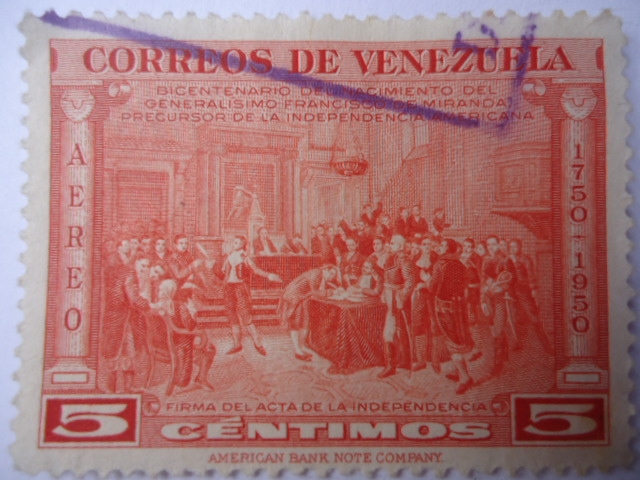 CORREOS DE VENEZUELA
BICENTENARIO DEL NACIMIENTO DEL
GENERALISIMO FRANCISCO DE MIRANDA,
PRECURSOR DE LA INDEPENDENCIA AMERICANA
AEREO
1750-1950
FIRMA DEL ACTA DE LA INDEPENDENCIA
5 CÉNTIMOS 5
AMERICAN BANK NOTE COMPANY.